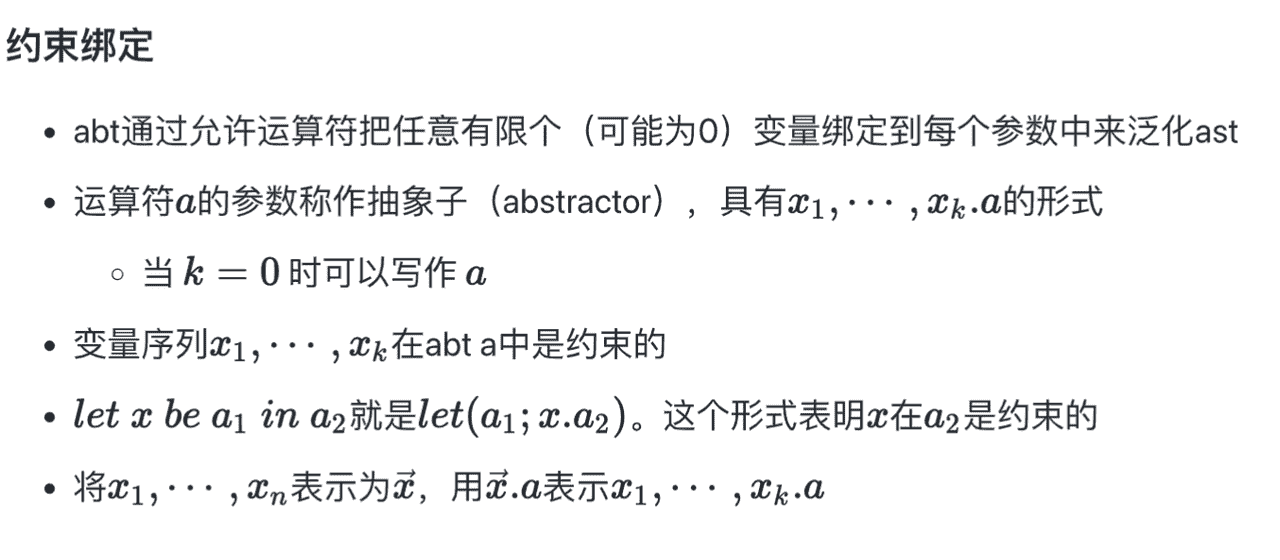 约束绑定
• abt通过允许运算符把任意有限个（可能为0）变量绑定到每个参数中来泛化ast
• 运算符a的参数称作抽象子（abstractor），具有x₁, ⋯ , xₖ.a的形式
○ 当 k = 0 时可以写作 a
• 变量序列x₁, ⋯ , xₖ在abt a中是约束的
• let x be a₁ in a₂就是let(a₁; x.a₂)。这个形式表明x在a₂是约束的
• 将x₁, ⋯ , xₙ表示为x⃗，用x⃗.a表示x₁, ⋯ , xₖ.a